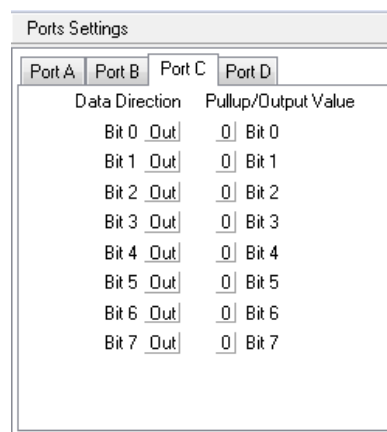 Ports Settings
Port A Port B Port C Port D
Data Direction Pullup/Output Value
Bit 0 Out 0 Bit 0
Bit 1 Out 0 Bit 1
Bit 2 Out 0 Bit 2
Bit 3 Out 0 Bit 3
Bit 4 Out 0 Bit 4
Bit 5 Out 0 Bit 5
Bit 6 Out 0 Bit 6
Bit 7 Out 0 Bit 7